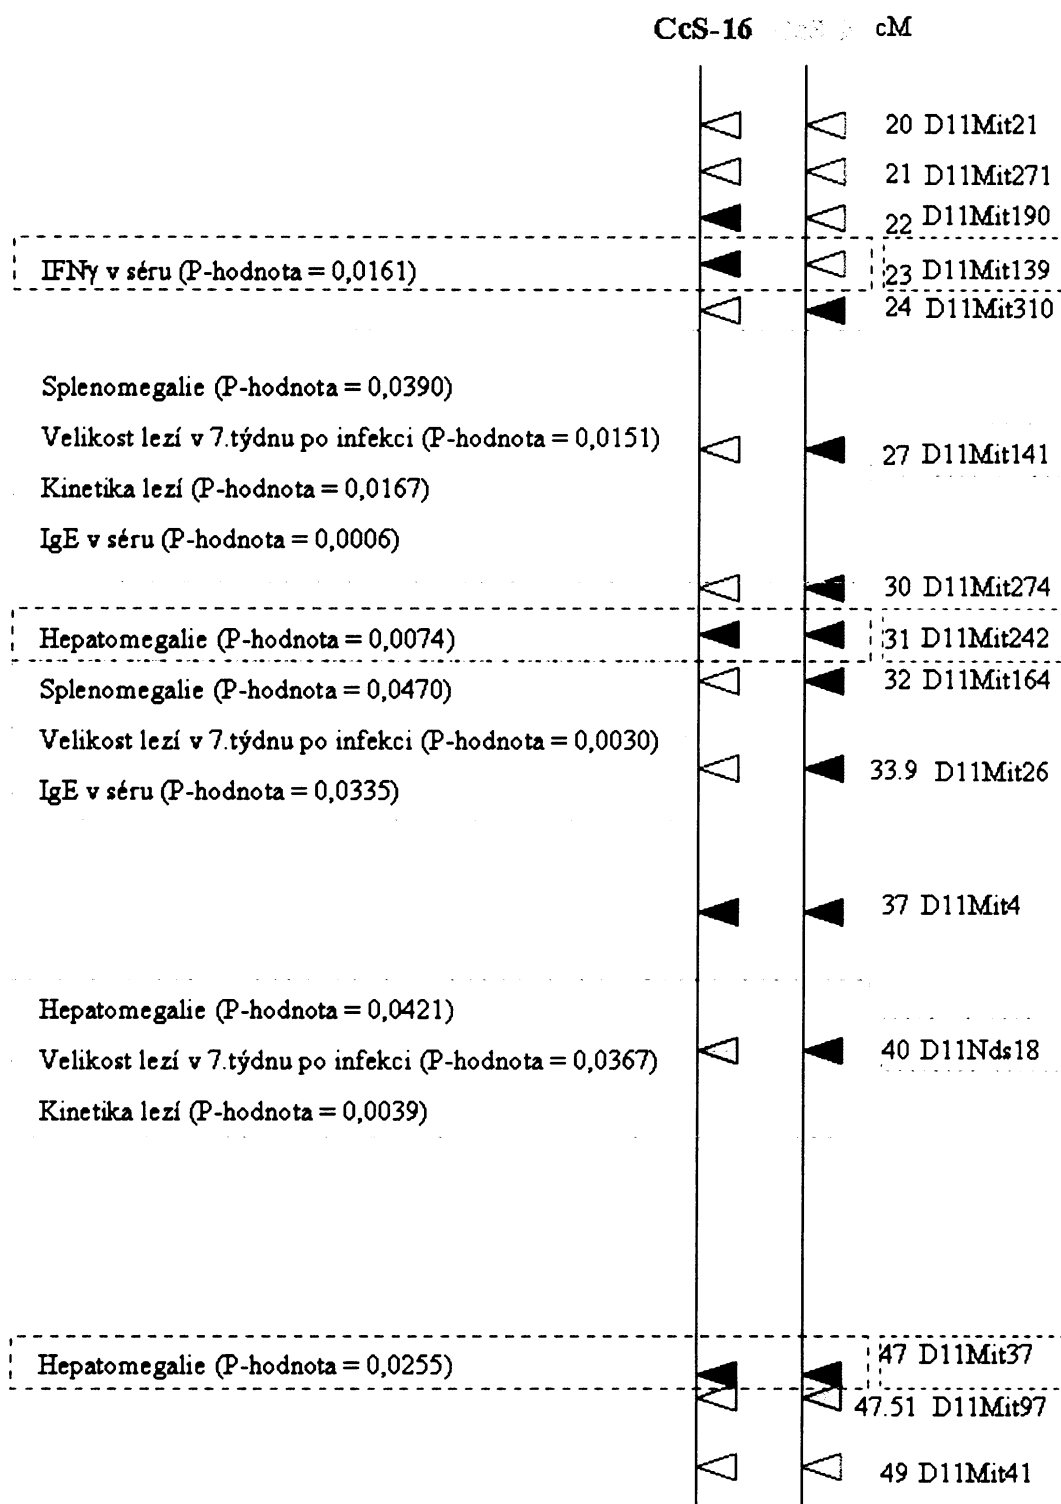 CcS-16 cM
20 D11Mit21
21 D11Mit271
22 D11Mit190
IFNγ v séru (P-hodnota = 0,0161) 23 D11Mit139
24 D11Mit310
Splenomegalie (P-hodnota = 0,0390)
Velikost lezí v 7.týdnu po infekci (P-hodnota = 0,0151)
27 D11Mit141
Kinetika lezí (P-hodnota = 0,0167)
IgE v séru (P-hodnota = 0,0006)
30 D11Mit274
Hepatomegalie (P-hodnota = 0,0074) 31 D11Mit242
Splenomegalie (P-hodnota = 0,0470) 32 D11Mit164
Velikost lezí v 7.týdnu po infekci (P-hodnota = 0,0030)
33.9 D11Mit26
IgE v séru (P-hodnota = 0,0335)
37 D11Mit4
Hepatomegalie (P-hodnota = 0,0421)
40 D11Nds18
Velikost lezí v 7.týdnu po infekci (P-hodnota = 0,0367)
Kinetika lezí (P-hodnota = 0,0039)
Hepatomegalie (P-hodnota = 0,0255) 47 D11Mit37
47.51 D11Mit97
49 D11Mit41